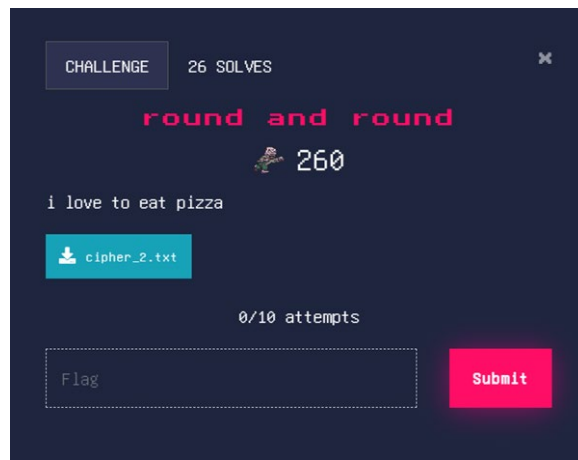 CHALLENGE 26 SOLVES
round and round
260
i love to eat pizza
cipher_2.txt
0/10 attempts
Flag
Submit